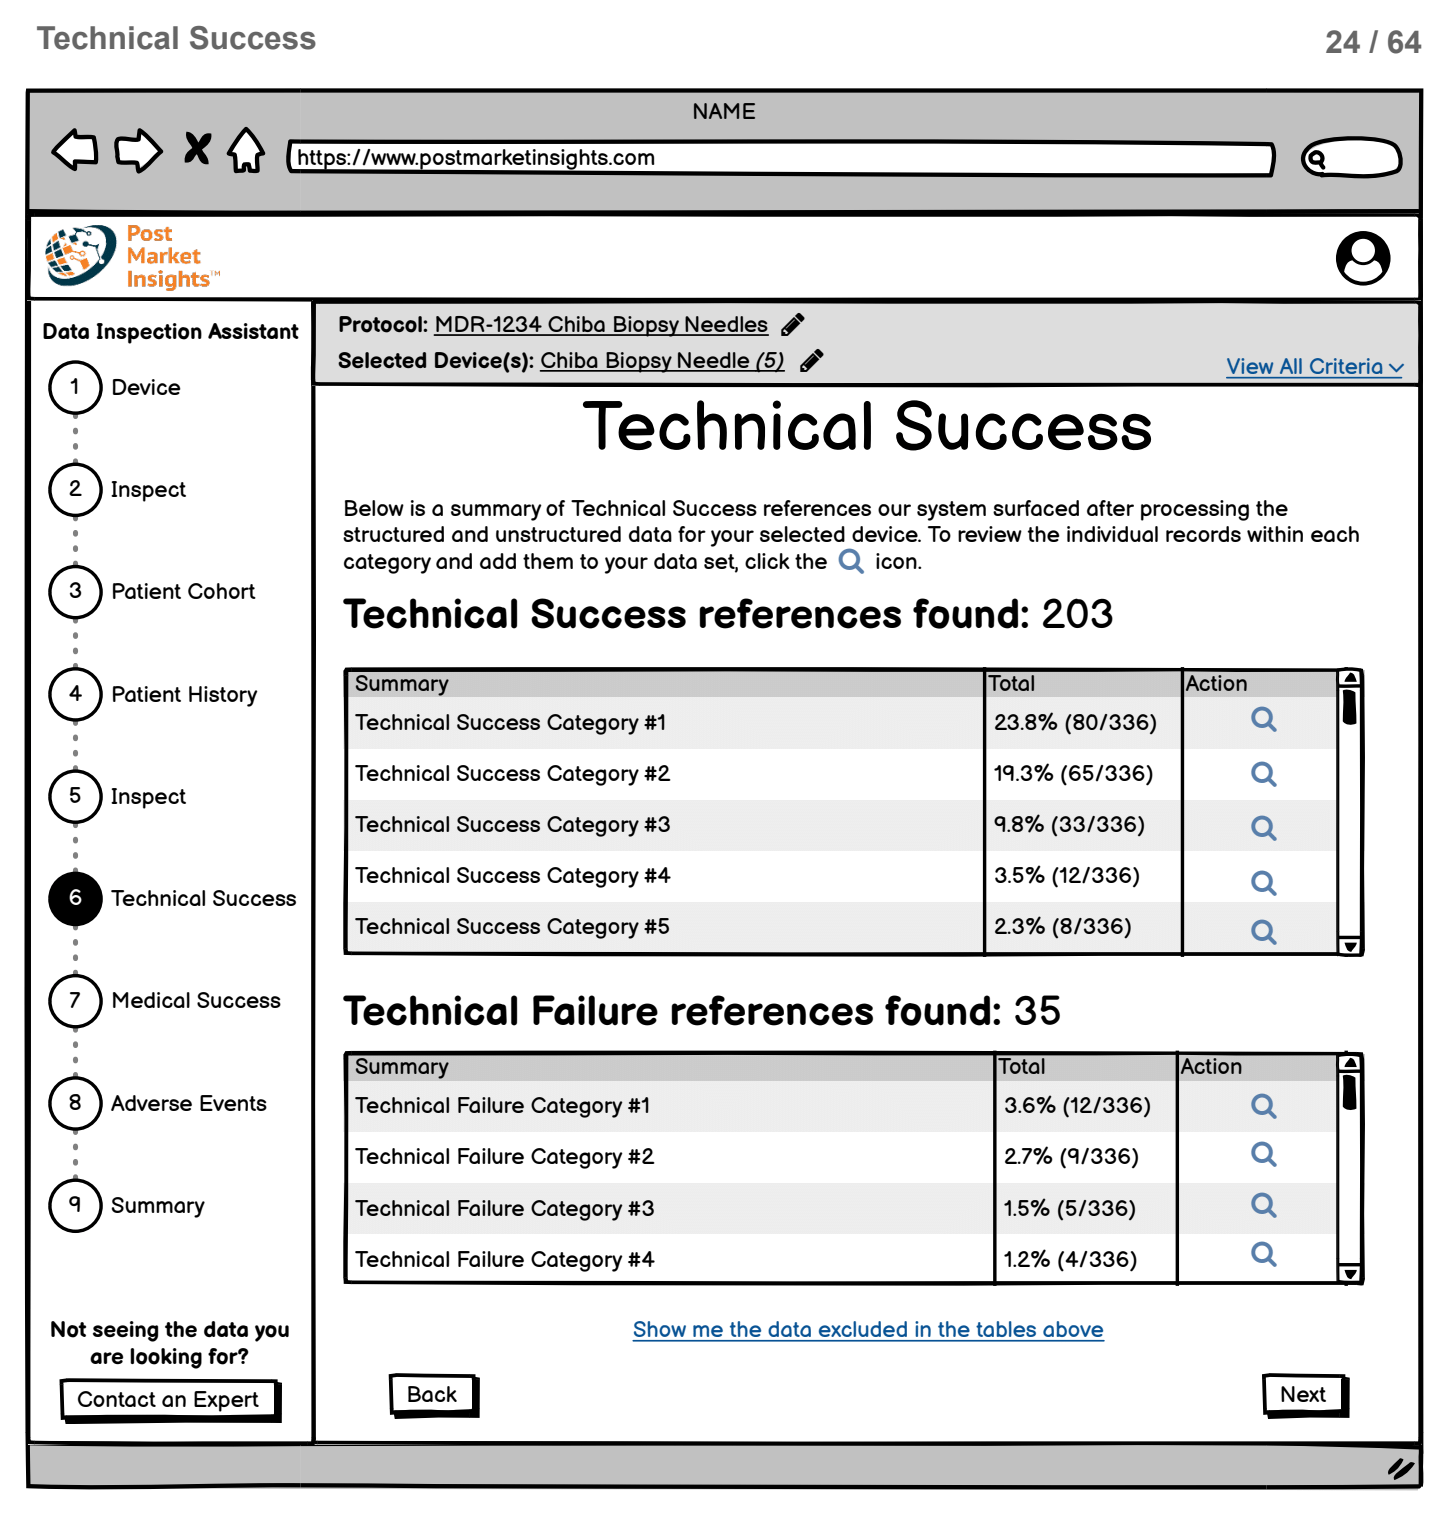 Technical Success
24 / 64
NAME
https://www.postmarketinsights.com
Post
Market
Insights™
Data Inspection Assistant
1 Device
2 Inspect
3 Patient Cohort
4 Patient History
5 Inspect
6 Technical Success
7 Medical Success
8 Adverse Events
9 Summary
Not seeing the data you
are looking for?
Contact an Expert
Protocol: MDR-1234 Chiba Biopsy Needles
Selected Device(s): Chiba Biopsy Needle (5)
View All Criteria
Technical Success
Below is a summary of Technical Success references our system surfaced after processing the
structured and unstructured data for your selected device. To review the individual records within each
category and add them to your data set, click the icon.
Technical Success references found: 203
Summary Total Action
Technical Success Category #1 23.8% (80/336)
Technical Success Category #2 19.3% (65/336)
Technical Success Category #3 9.8% (33/336)
Technical Success Category #4 3.5% (12/336)
Technical Success Category #5 2.3% (8/336)
Technical Failure references found: 35
Summary Total Action
Technical Failure Category #1 3.6% (12/336)
Technical Failure Category #2 2.7% (9/336)
Technical Failure Category #3 1.5% (5/336)
Technical Failure Category #4 1.2% (4/336)
Show me the data excluded in the tables above
Back
Next